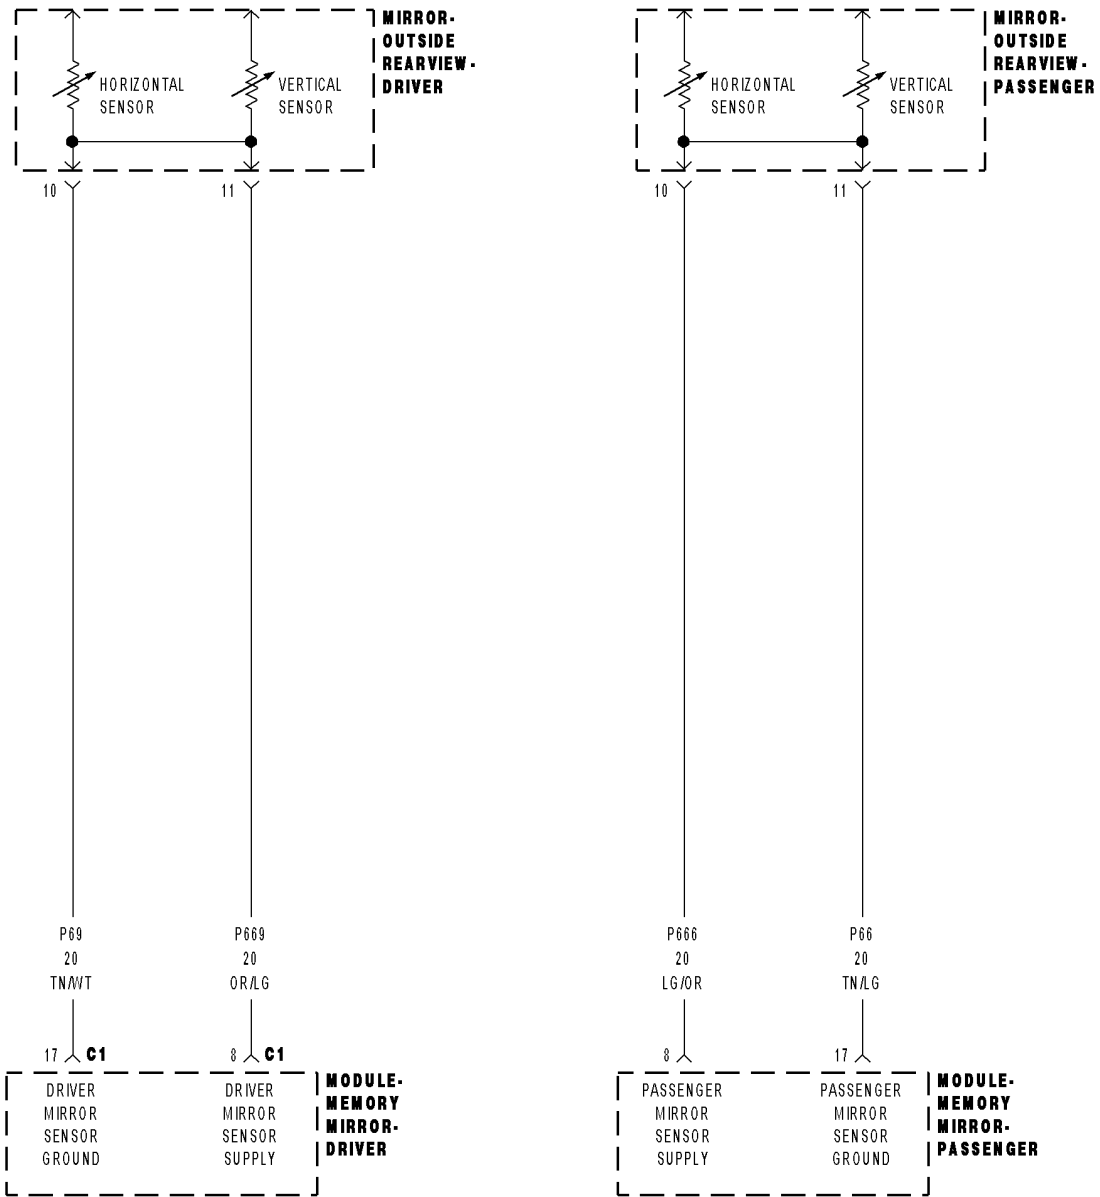 MIRROR-
OUTSIDE
REARVIEW-
DRIVER
HORIZONTAL
SENSOR
VERTICAL
SENSOR
10
11
MIRROR-
OUTSIDE
REARVIEW-
PASSENGER
HORIZONTAL
SENSOR
VERTICAL
SENSOR
10
11
P69
20
TN/WT
P669
20
OR/LG
P666
20
LG/OR
P66
20
TN/LG
17 C1
8 C1
8
17
DRIVER
MIRROR
SENSOR
GROUND
DRIVER
MIRROR
SENSOR
SUPPLY
MODULE-
MEMORY
MIRROR-
DRIVER
PASSENGER
MIRROR
SENSOR
SUPPLY
PASSENGER
MIRROR
SENSOR
GROUND
MODULE-
MEMORY
MIRROR-
PASSENGER